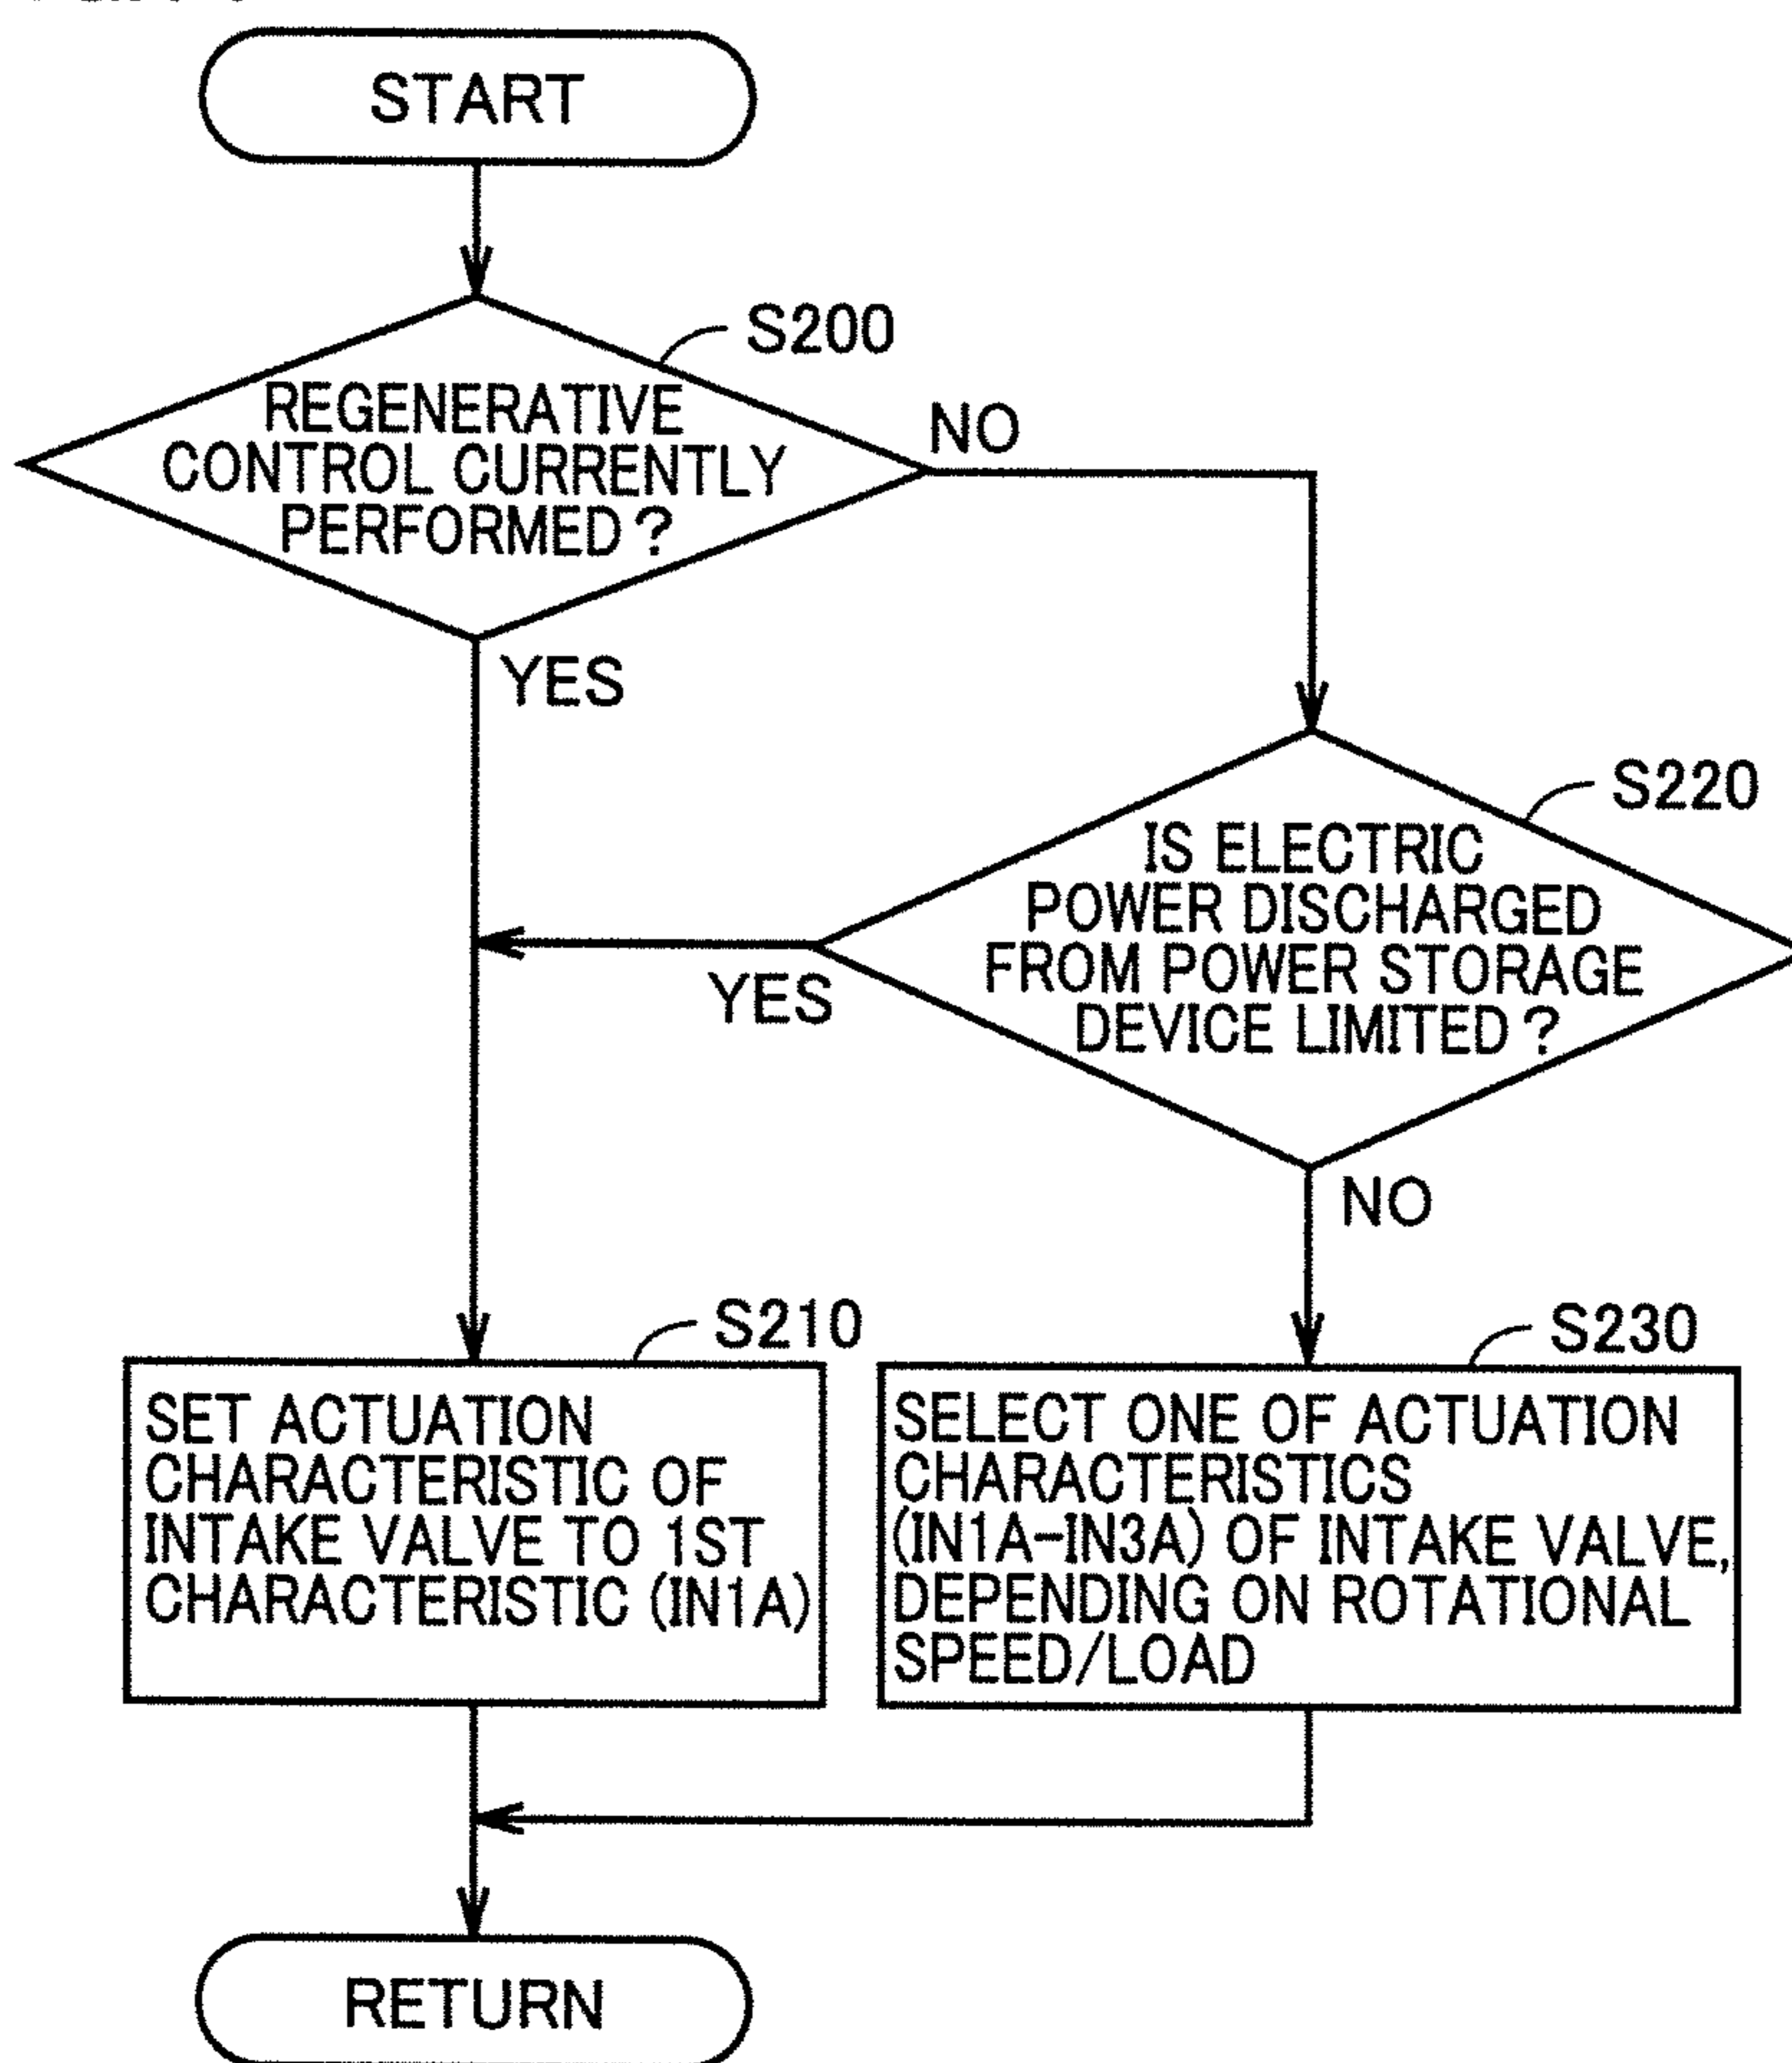 START
S200
REGENERATIVE
CONTROL CURRENTLY
PERFORMED?
NO
YES
S220
IS ELECTRIC
POWER DISCHARGED
FROM POWER STORAGE
DEVICE LIMITED?
YES
NO
S210
SET ACTUATION
CHARACTERISTIC OF
INTAKE VALVE TO 1ST
CHARACTERISTIC (IN1A)
S230
SELECT ONE OF ACTUATION
CHARACTERISTICS
(IN1A-IN3A) OF INTAKE VALVE,
DEPENDING ON ROTATIONAL
SPEED/LOAD
RETURN